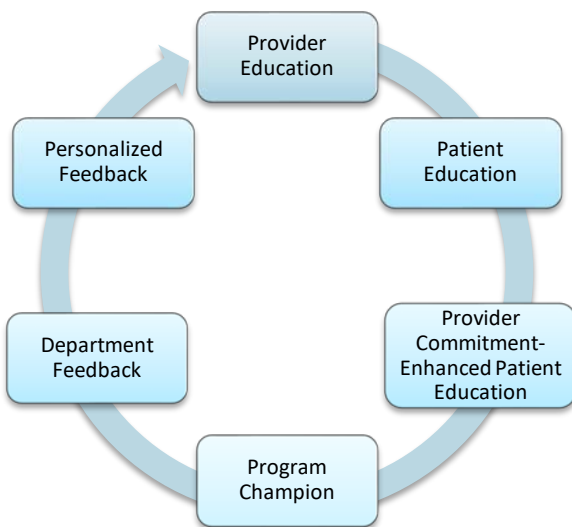 Provider
Education
Patient
Education
Provider
Commitment-
Enhanced Patient
Education
Program
Champion
Department
Feedback
Personalized
Feedback